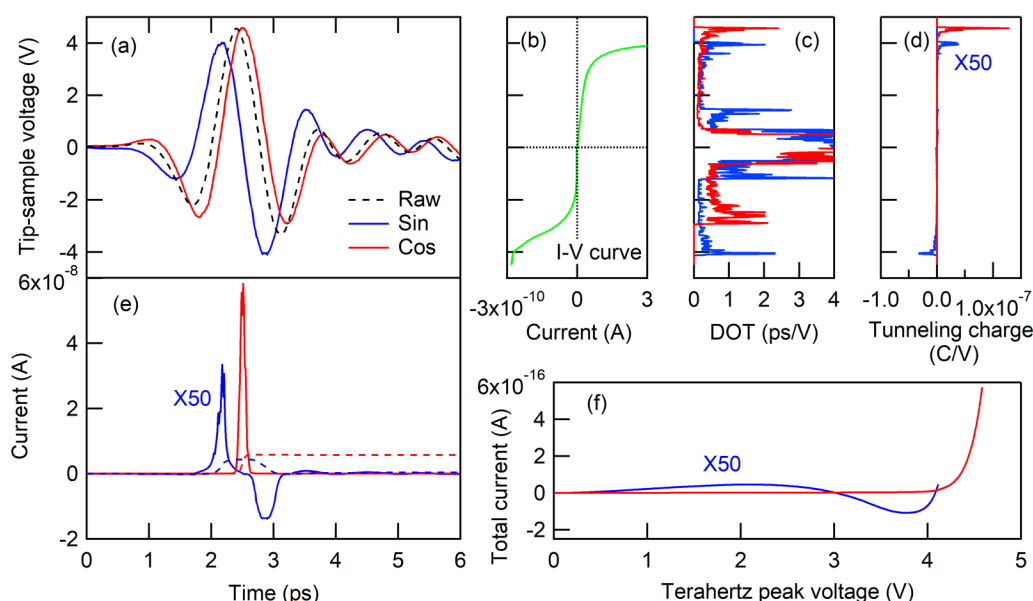 (a)
Tip-sample voltage (V)
4
2
0
-2
-4
Raw
Sin
Cos
(b)
I-V curve
-3x10-10
0
3
Current (A)
(c)
0
1
2
3
4
DOT (ps/V)
(d)
X50
-1.0
0.0
1.0x10-7
Tunneling charge
(C/V)
(e)
6x10-8
4
2
0
-2
Current (A)
X50
0
1
2
3
4
5
6
Time (ps)
(f)
6x10-16
4
2
0
-2
Total current (A)
X50
0
1
2
3
4
5
Terahertz peak voltage (V)